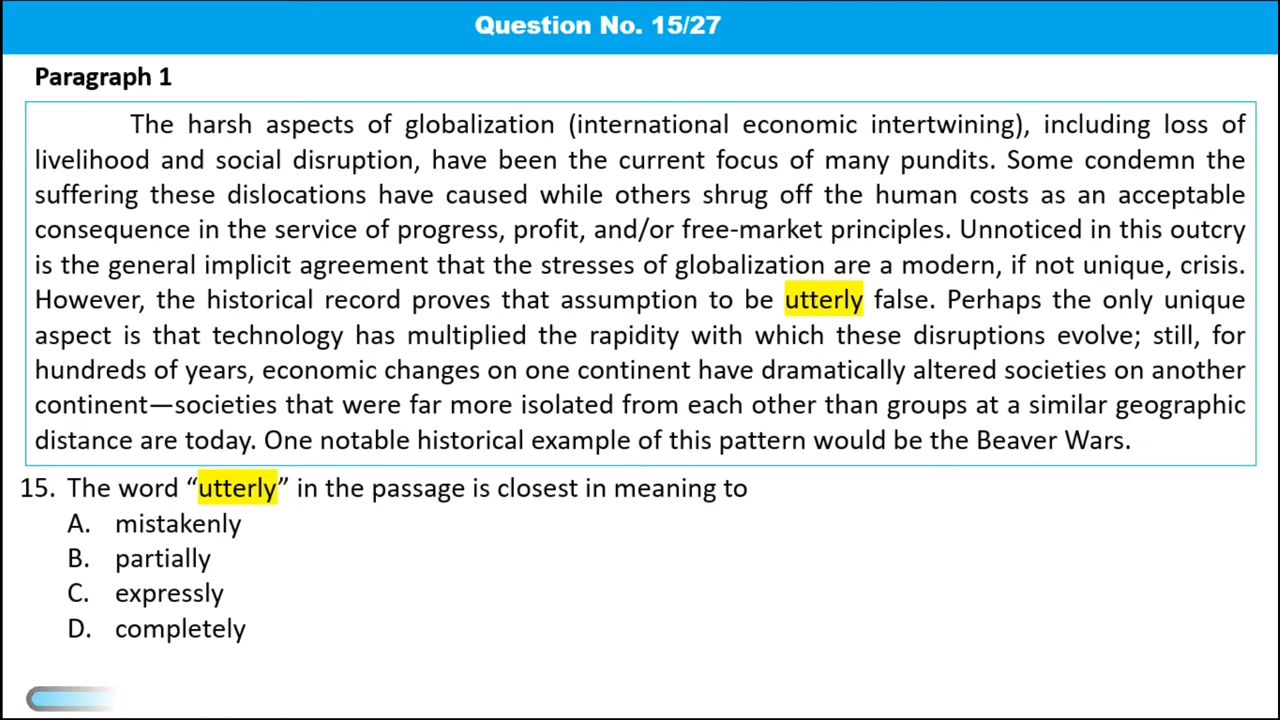 Question No. 15/27
Paragraph 1
The harsh aspects of globalization (international economic intertwining), including loss of
livelihood and social disruption, have been the current focus of many pundits. Some condemn the
suffering these dislocations have caused while others shrug off the human costs as an acceptable
consequence in the service of progress, profit, and/or free-market principles. Unnoticed in this outcry
is the general implicit agreement that the stresses of globalization are a modern, if not unique, crisis.
However, the historical record proves that assumption to be utterly false. Perhaps the only unique
aspect is that technology has multiplied the rapidity with which these disruptions evolve; still, for
hundreds of years, economic changes on one continent have dramatically altered societies on another
continent—societies that were far more isolated from each other than groups at a similar geographic
distance are today. One notable historical example of this pattern would be the Beaver Wars.
15. The word “utterly” in the passage is closest in meaning to
A. mistakenly
B. partially
C. expressly
D. completely